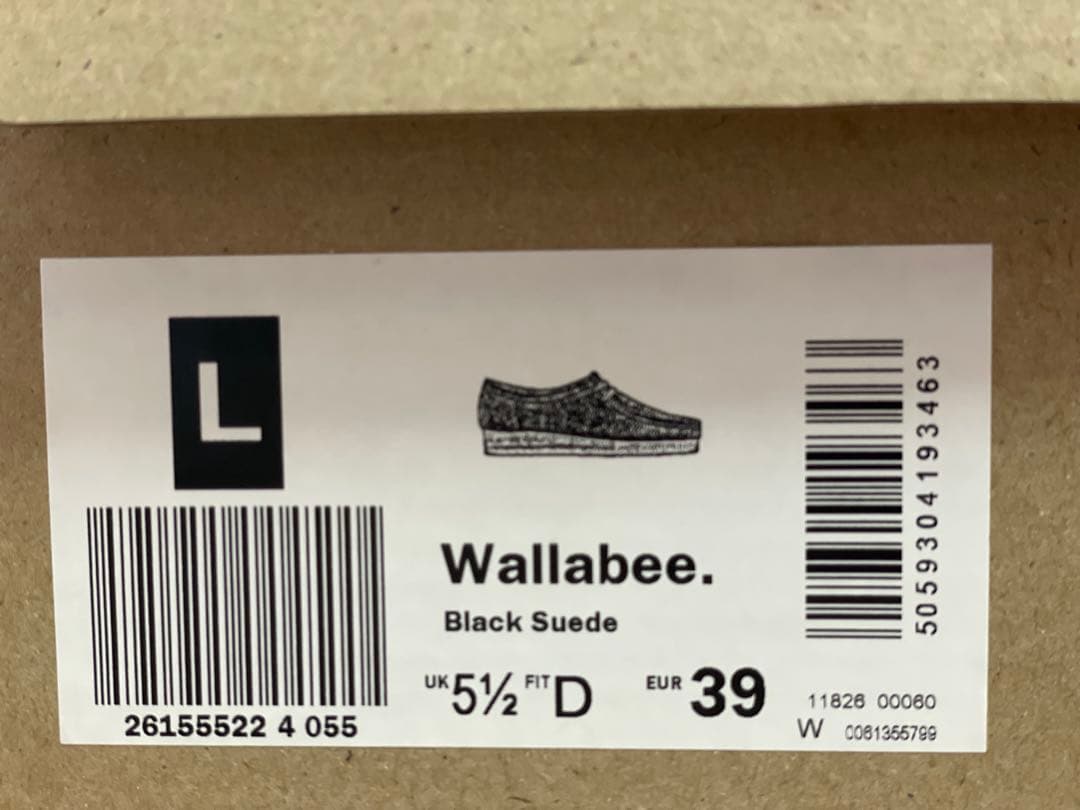 L
26155522 4 055
Wallabee.
Black Suede
UK 5½ FIT D EUR 39
5059304193463
11826 00060
W 0061355799